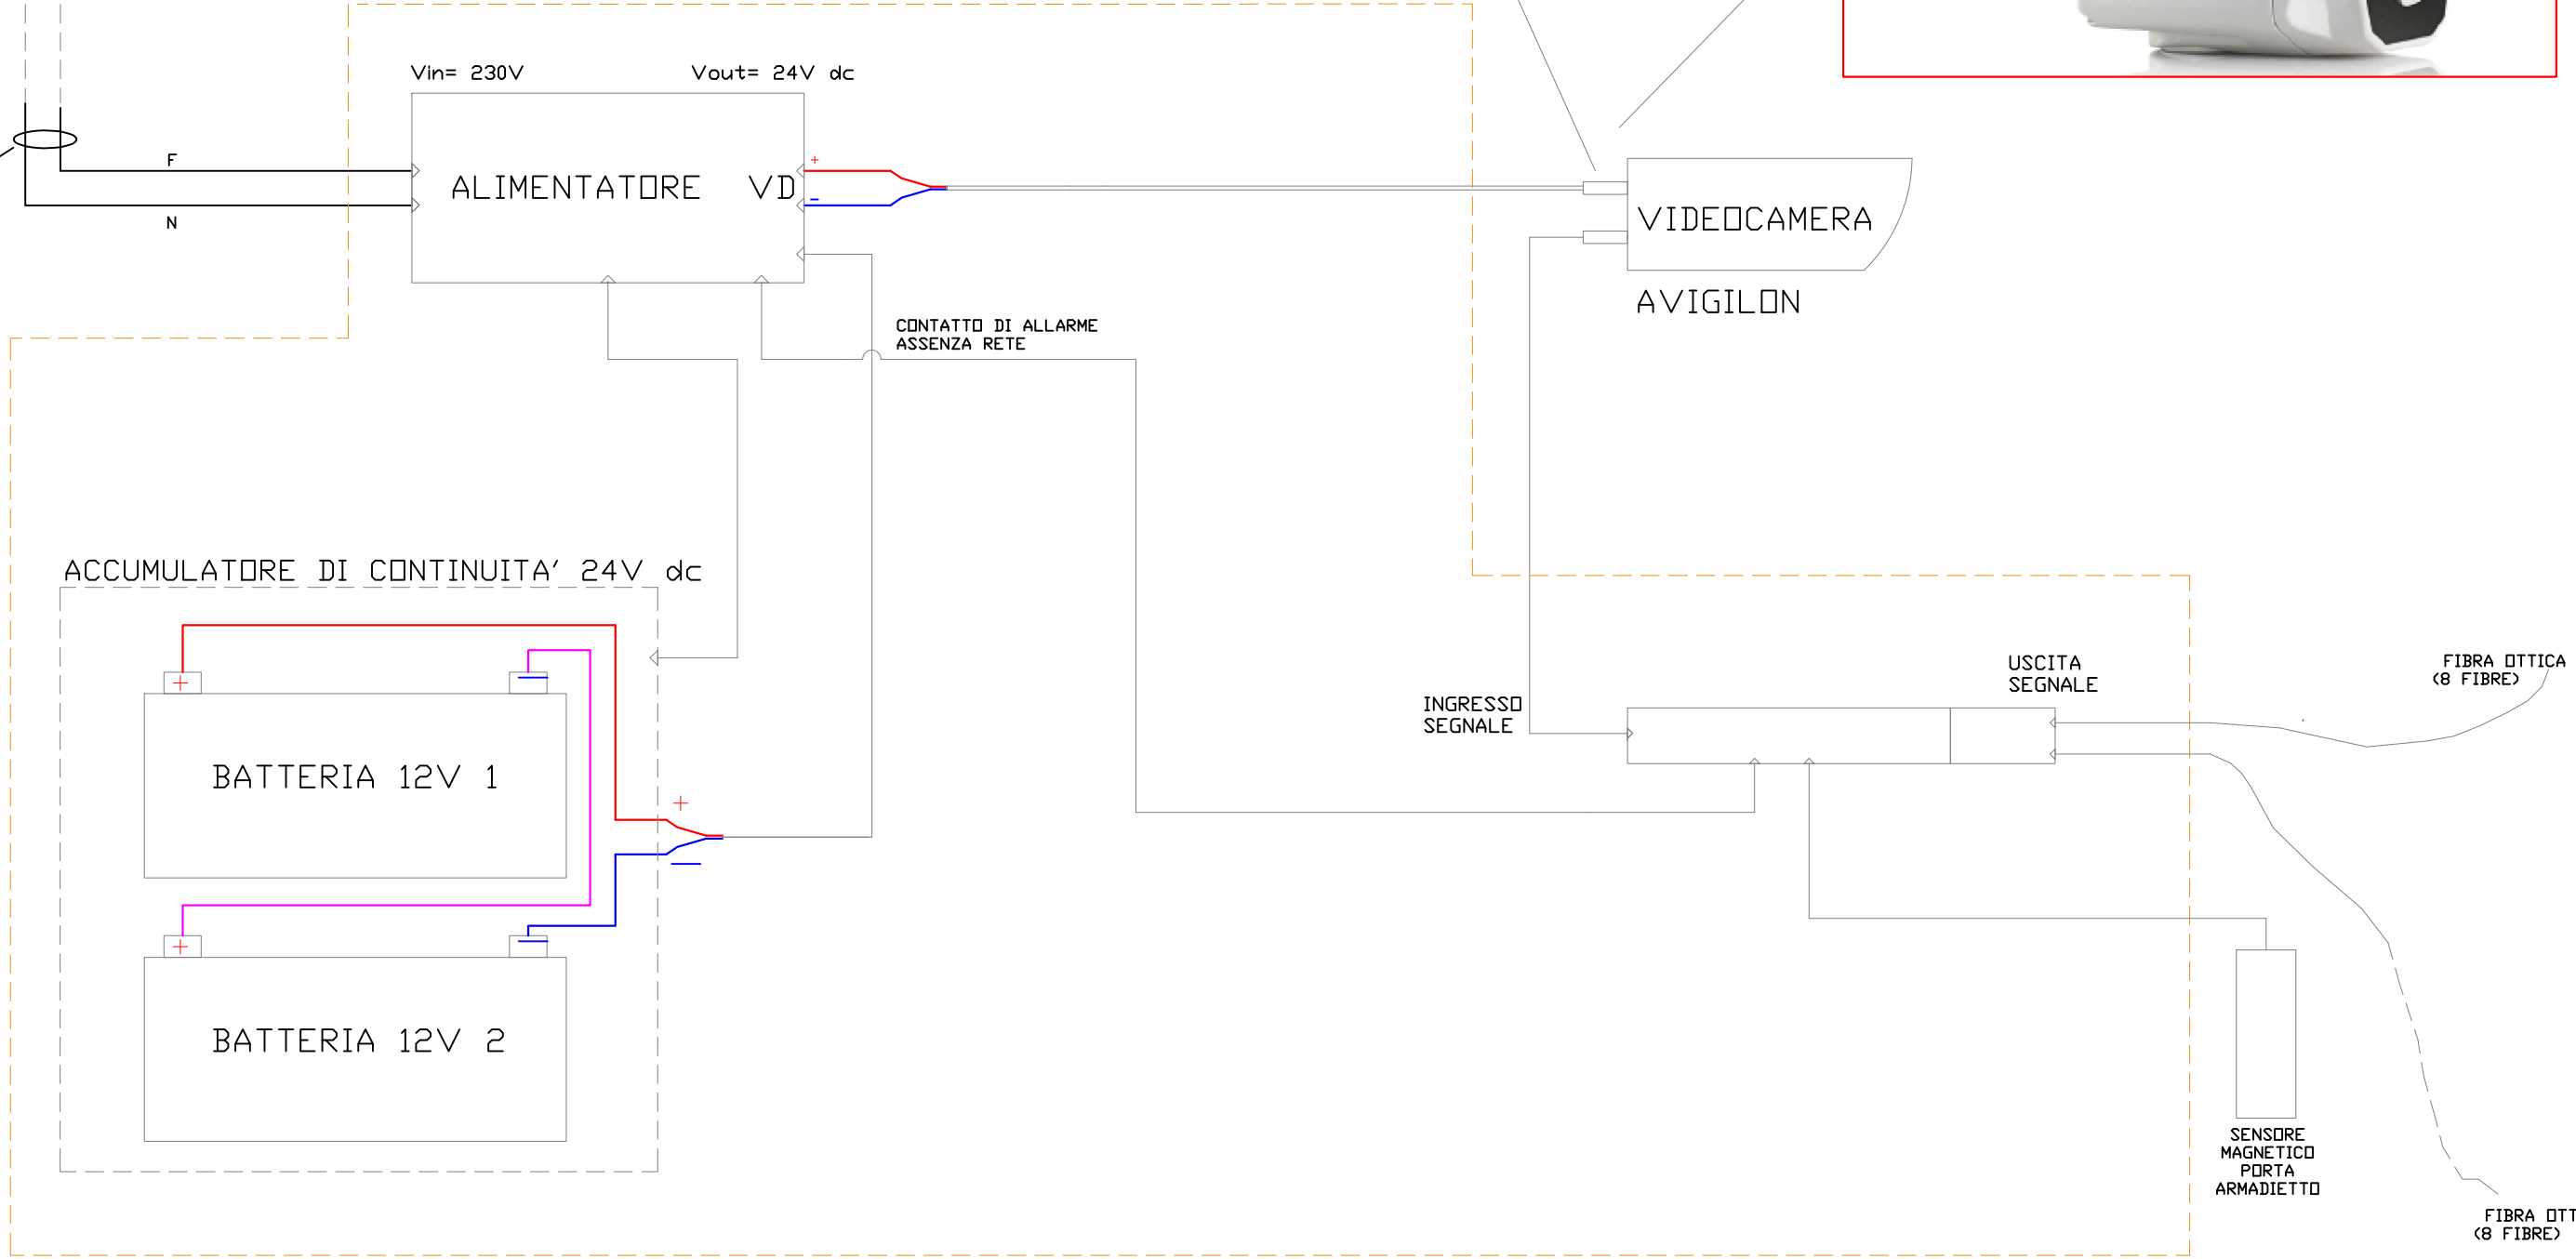 Vin= 230V
Vout= 24V dc
F
N
ALIMENTATORE
VD
+
-
VIDEOCAMERA
AVIGILON
CONTATTO DI ALLARME
ASSENZA RETE
ACCUMULATORE DI CONTINUITA' 24V dc
+
-
BATTERIA 12V 1
+
-
+
-
BATTERIA 12V 2
INGRESSO
SEGNALE
USCITA
SEGNALE
FIBRA OTTICA
(8 FIBRE)
SENSORE
MAGNETICO
PORTA
ARMADIETTO
FIBRA OTT
(8 FIBRE)